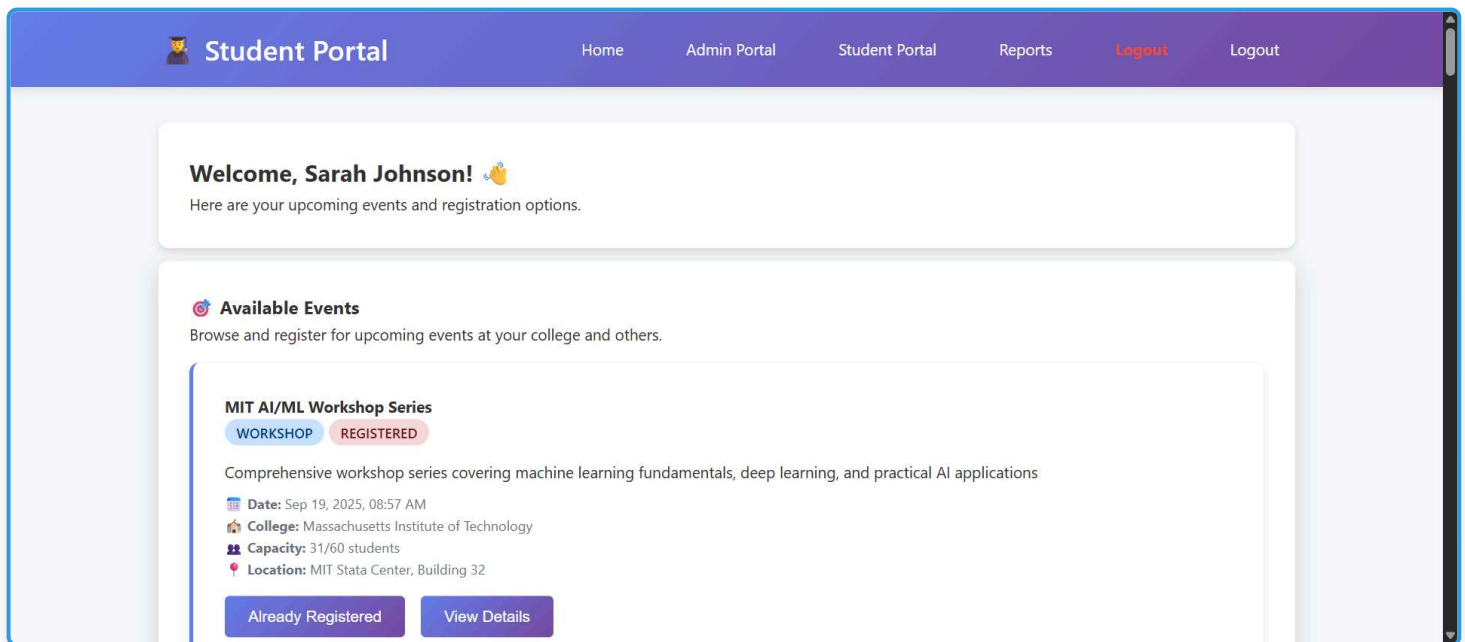 Student Portal
Home Admin Portal Student Portal Reports Logout Logout
Welcome, Sarah Johnson!
Here are your upcoming events and registration options.
Available Events
Browse and register for upcoming events at your college and others.
MIT AI/ML Workshop Series
WORKSHOP REGISTERED
Comprehensive workshop series covering machine learning fundamentals, deep learning, and practical AI applications
Date: Sep 19, 2025, 08:57 AM
College: Massachusetts Institute of Technology
Capacity: 31/60 students
Location: MIT Stata Center, Building 32
Already Registered View Details